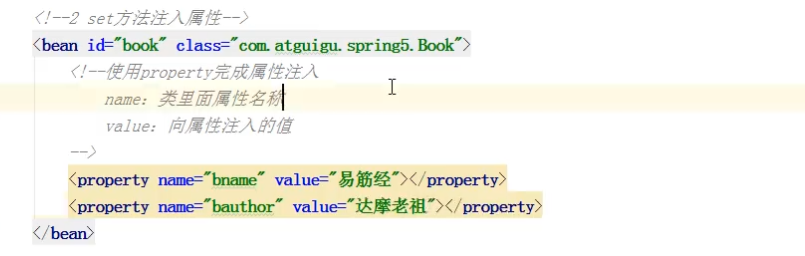 <!--2 set方法注入属性-->
<bean id="book" class="com.atguigu.spring5.Book">
<!--使用property完成属性注入
name：类里面属性名称
value：向属性注入的值
-->
<property name="bname" value="易筋经"></property>
<property name="bauthor" value="达摩老祖"></property>
</bean>